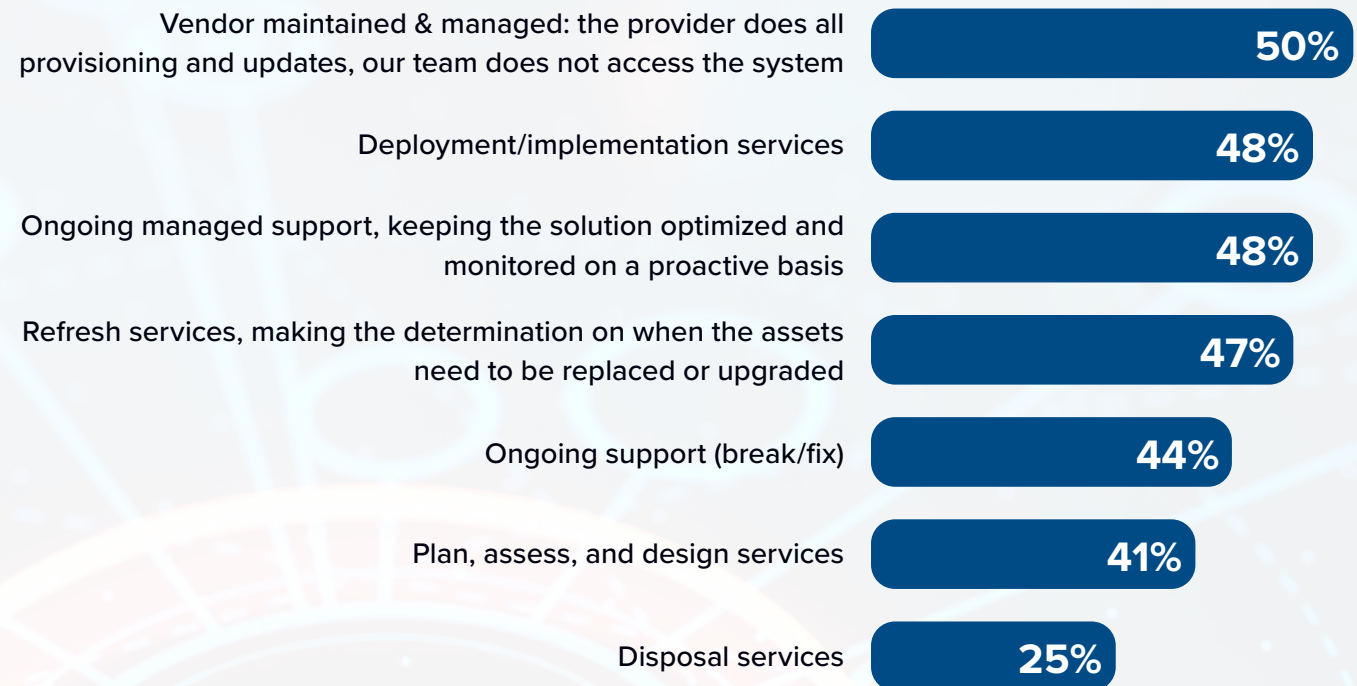 Vendor maintained & managed: the provider does all
provisioning and updates, our team does not access the system
50%
Deployment/implementation services
48%
Ongoing managed support, keeping the solution optimized and
monitored on a proactive basis
48%
Refresh services, making the determination on when the assets
need to be replaced or upgraded
47%
Ongoing support (break/fix)
44%
Plan, assess, and design services
41%
Disposal services
25%